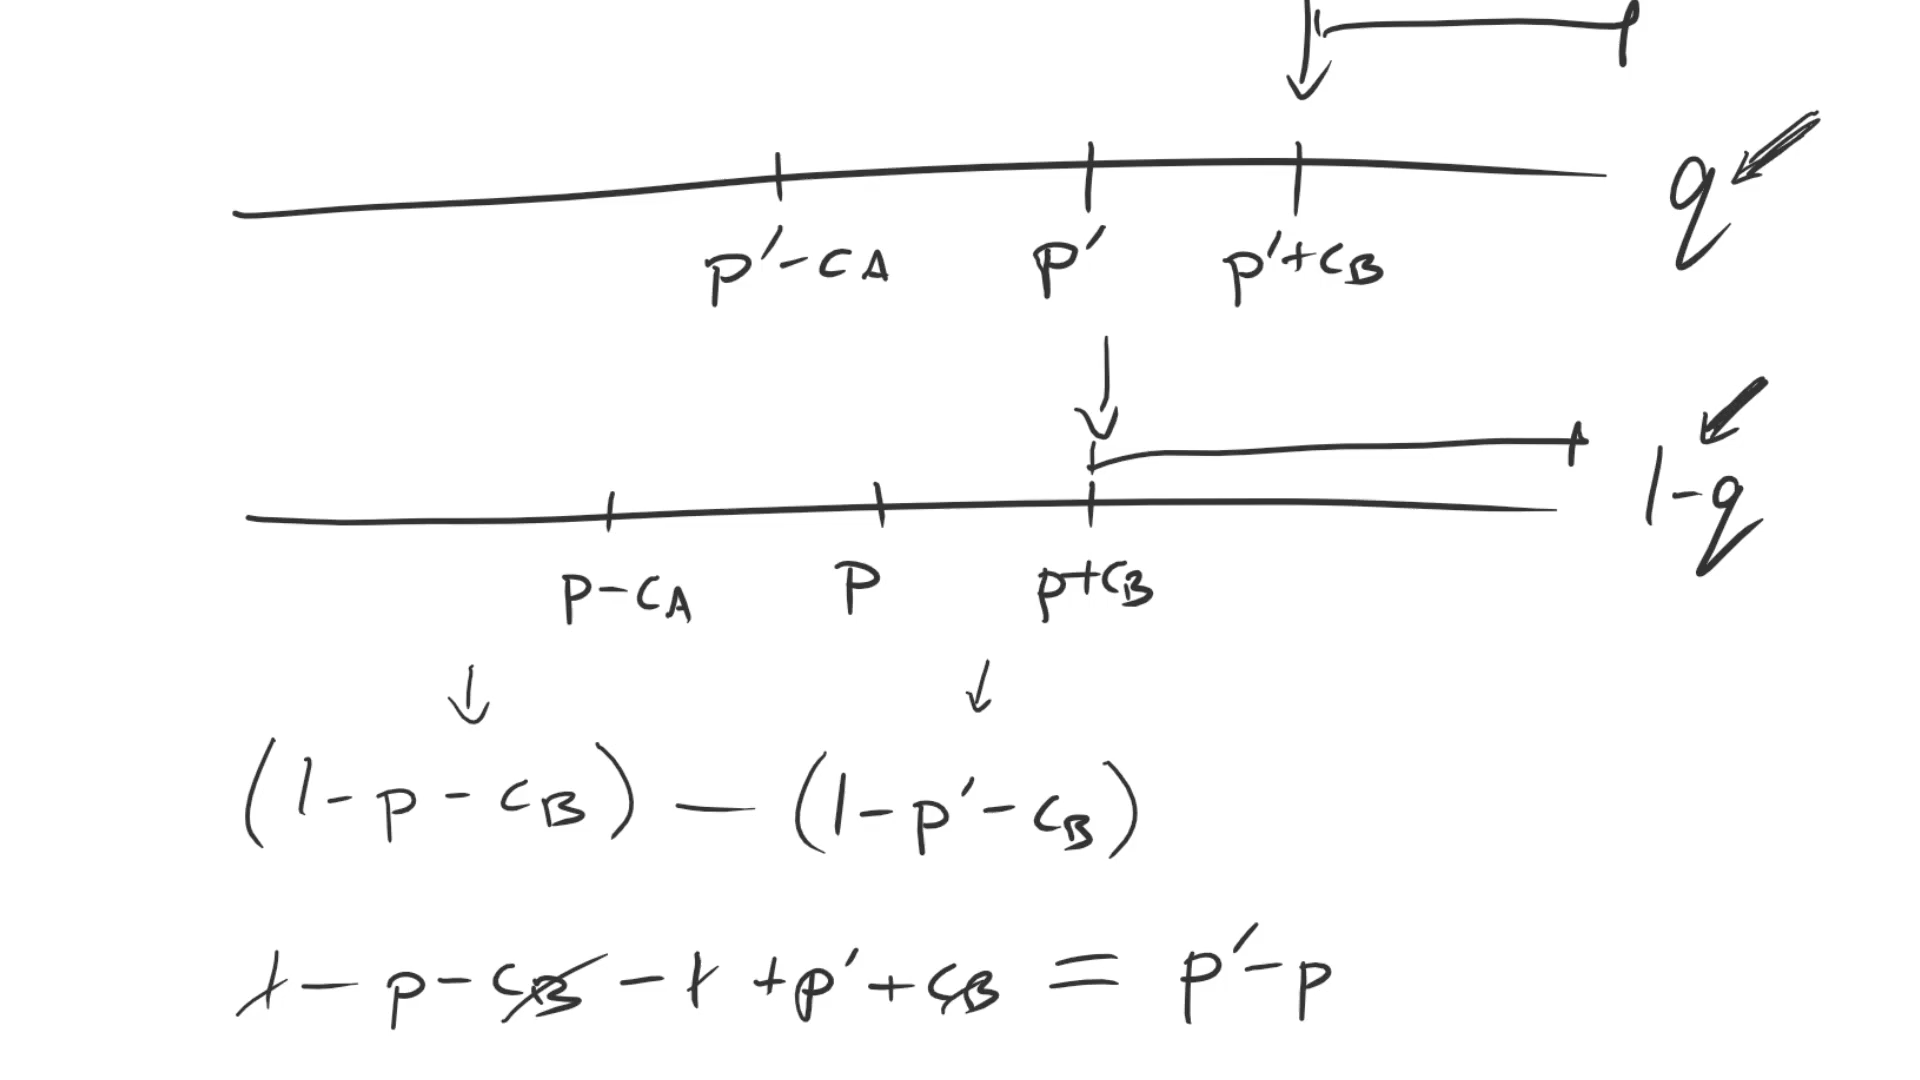 q
p′-cA p′ p′+cB
1-q
p-cA p p+cB
(1-p-cB) - (1-p′-cB)
1-p-cB-1+p′+cB = p′-p